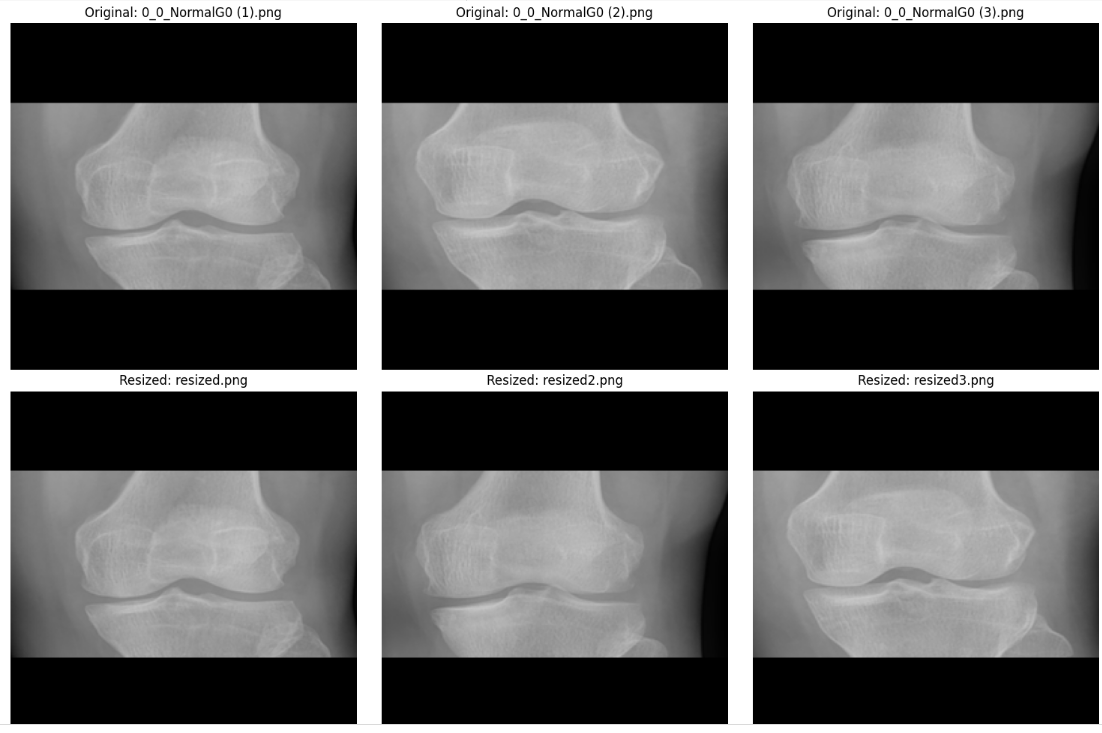 Original: 0_0_NormalG0 (1).png
Original: 0_0_NormalG0 (2).png
Original: 0_0_NormalG0 (3).png
Resized: resized.png
Resized: resized2.png
Resized: resized3.png